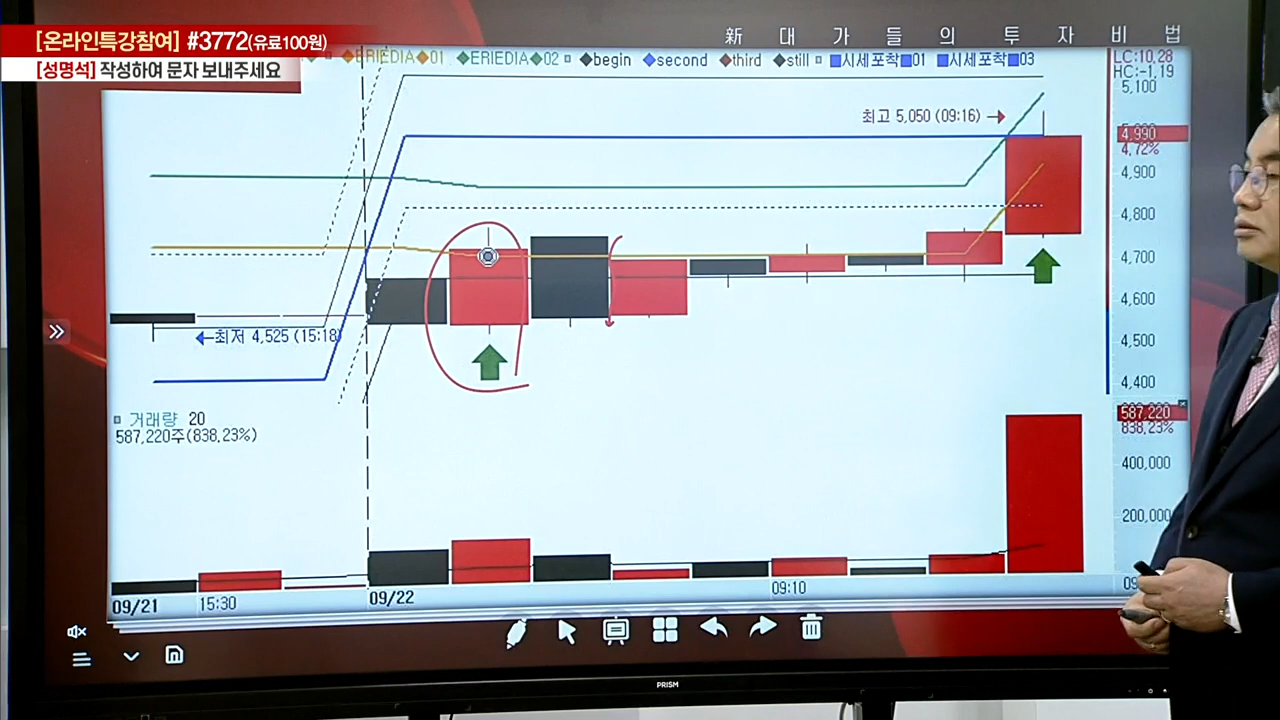 [온라인특강참여] #3772(유료100원)
[성명석] 작성하여 문자 보내주세요
新 대 가 들 의 투 자 비 법
ERIEDIA 01 ERIEDIA 02 begin second third still 시세포착 01 시세포착 03
LC:10.28
HC:-1.19
5,100
최고 5,050 (09:16)
4,990
4.72%
4,900
4,800
4,700
4,600
4,500
4,400
최저 4,525 (15:18)
거래량 20
587,220주(838.23%)
587,220
838.23%
400,000
200,000
09/21 15:30 09/22 09:10
PRISM